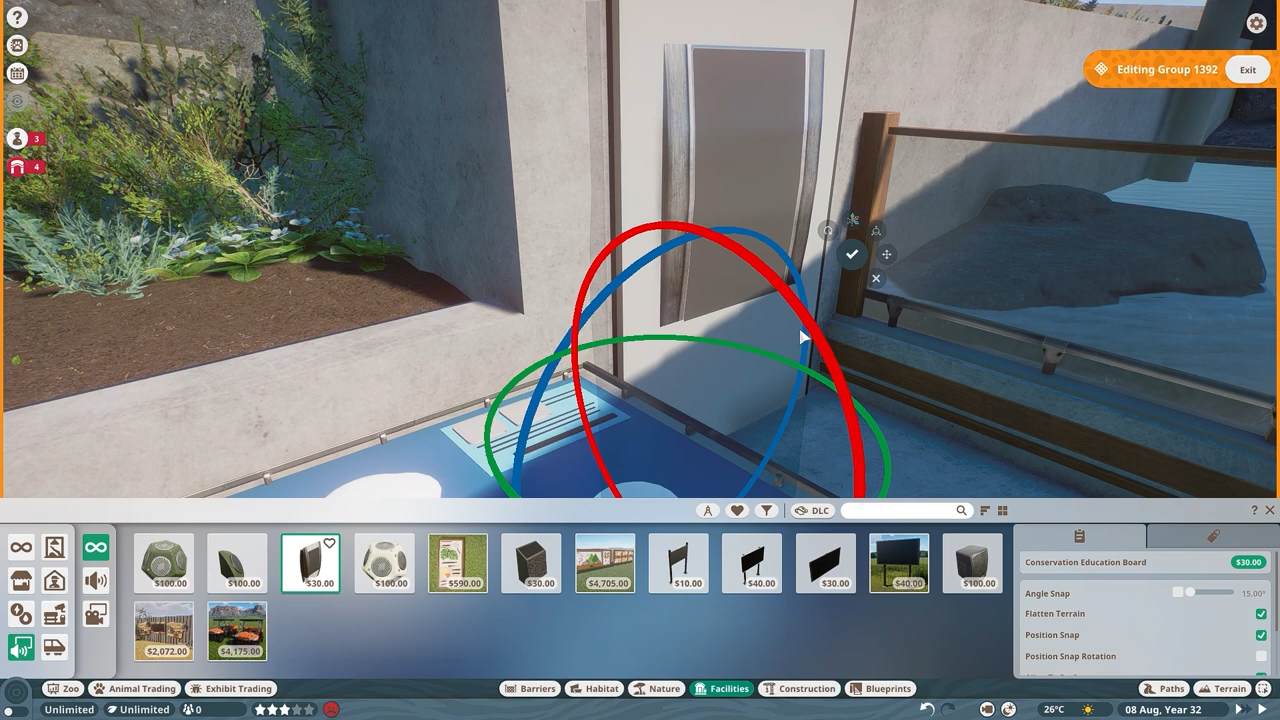 ?
Editing Group 1392
Exit
3
4
DLC
?
$100.00
$100.00
$30.00
$100.00
$590.00
$30.00
$4,705.00
$10.00
$40.00
$30.00
$40.00
$100.00
$2,072.00
$4,175.00
Conservation Education Board
$30.00
Angle Snap
15.00°
Flatten Terrain
Position Snap
Position Snap Rotation
Zoo
Animal Trading
Exhibit Trading
Barriers
Habitat
Nature
Facilities
Construction
Blueprints
Paths
Terrain
Unlimited
Unlimited
0
26°C
08 Aug, Year 32